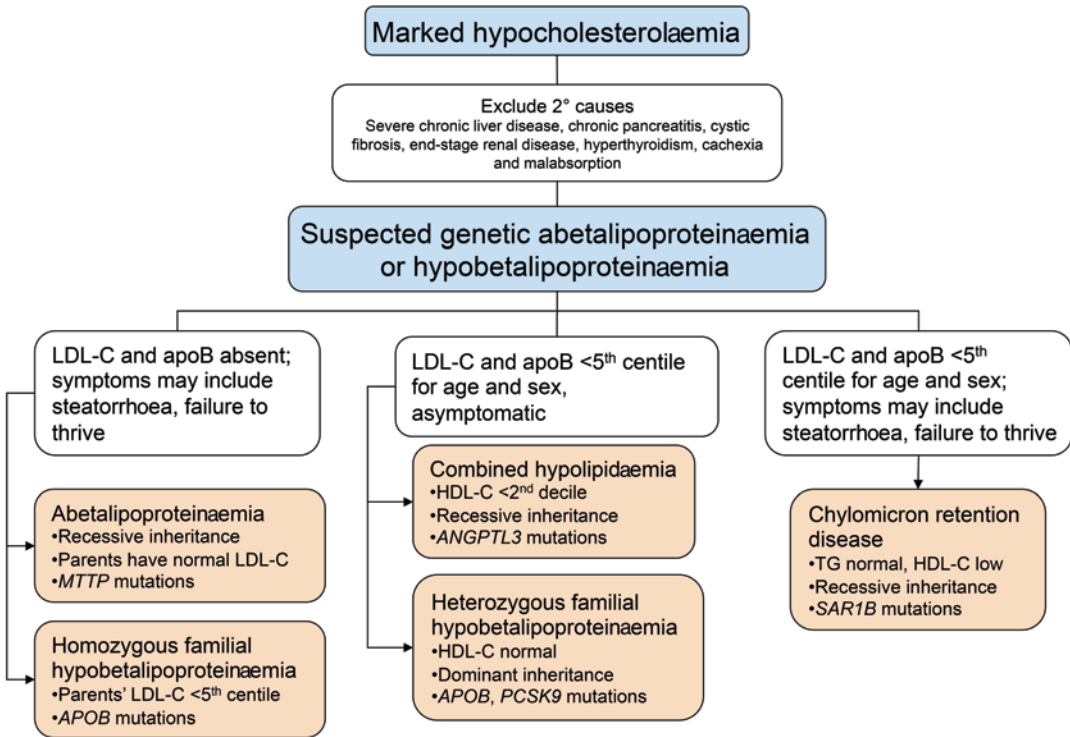 Marked hypocholesterolaemia
Exclude 2° causes
Severe chronic liver disease, chronic pancreatitis, cystic
fibrosis, end-stage renal disease, hyperthyroidism, cachexia
and malabsorption
Suspected genetic abetalipoproteinaemia
or hypobetalipoproteinaemia
LDL-C and apoB absent;
symptoms may include
steatorrhoea, failure to
thrive
Abetalipoproteinaemia
•Recessive inheritance
•Parents have normal LDL-C
•MTTP mutations
Homozygous familial
hypobetalipoproteinaemia
•Parents' LDL-C <5th centile
•APOB mutations
LDL-C and apoB <5th centile
for age and sex,
asymptomatic
Combined hypolipidaemia
•HDL-C <2nd decile
•Recessive inheritance
•ANGPTL3 mutations
Heterozygous familial
hypobetalipoproteinaemia
•HDL-C normal
•Dominant inheritance
•APOB, PCSK9 mutations
LDL-C and apoB <5th
centile for age and sex;
symptoms may include
steatorrhoea, failure to thrive
Chylomicron retention
disease
•TG normal, HDL-C low
•Recessive inheritance
•SAR1B mutations